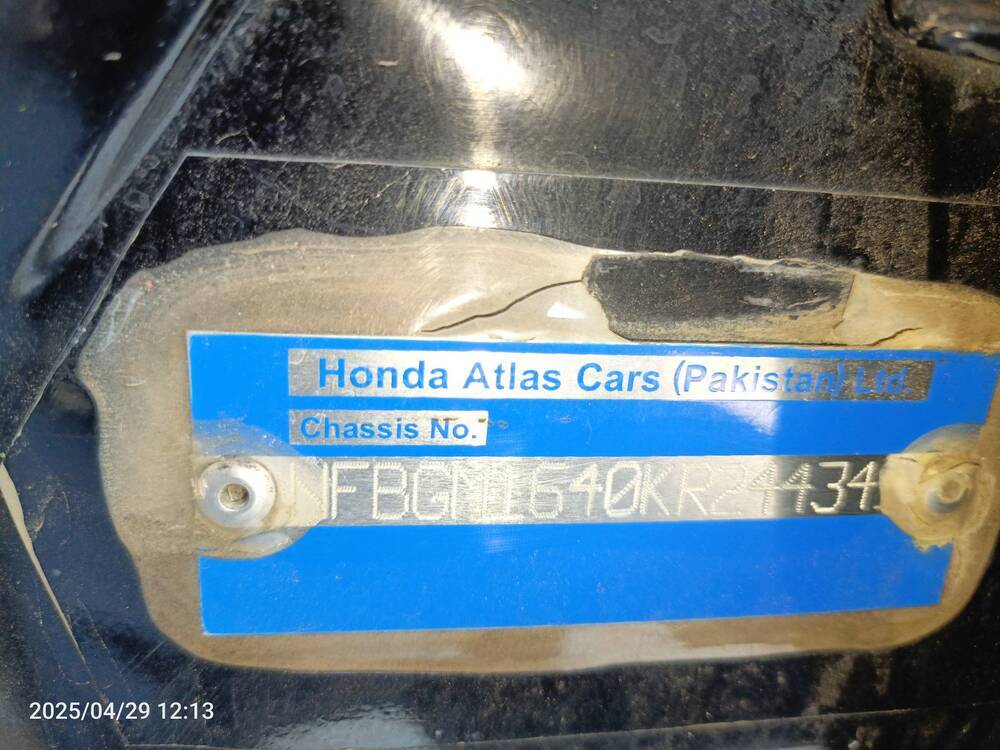 Honda Atlas Cars (Pakistan) Ltd.
Chassis No.
2025/04/29 12:13